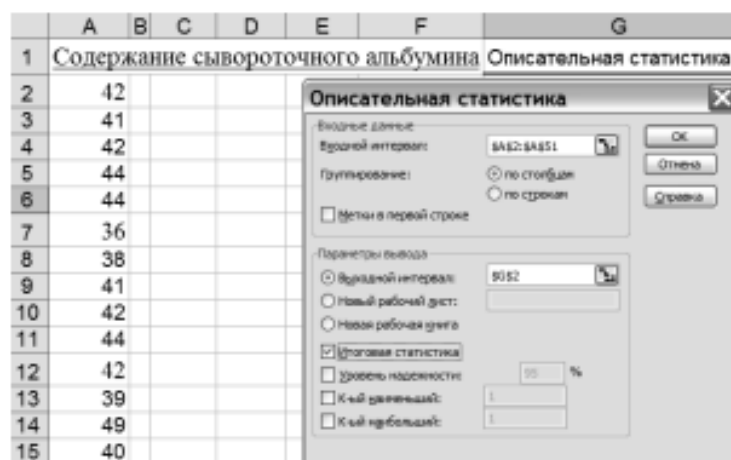 A B C D E F G
1 Содержание сывороточного альбумина Описательная статистика
2 42
3 41
4 42
5 44
6 44
7 36
8 38
9 41
10 42
11 44
12 42
13 39
14 49
15 40
Описательная статистика
Входные данные
Входной интервал: $A$2:$A$51
Группирование: по столбцам
по строкам
Метки в первой строке
OK
Отмена
Справка
Параметры вывода
Выходной интервал: $G$2
Новый рабочий лист:
Новая рабочая книга
Итоговая статистика
Уровень надежности: 95 %
К-ый наименьший: 1
К-ый наибольший: 1